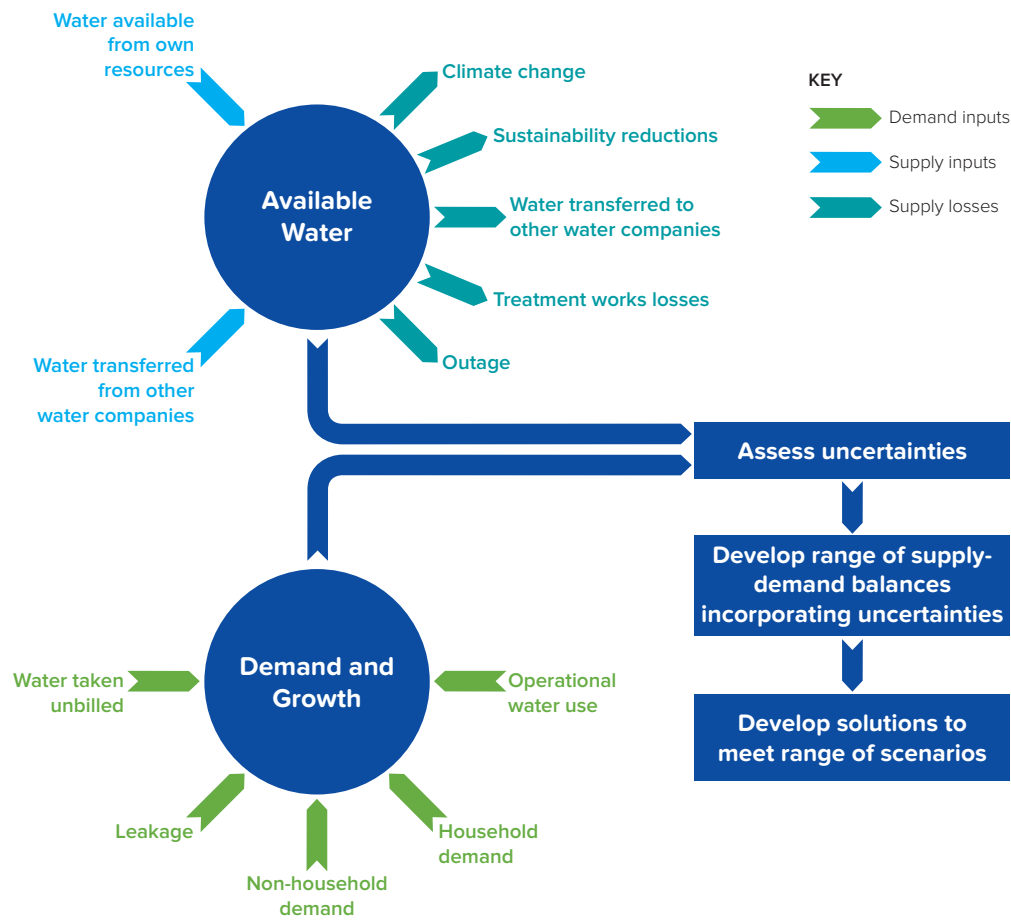 Water available
from own
resources
Climate change
Sustainability reductions
Water transferred to
other water companies
Treatment works losses
Outage
Available
Water
Water transferred
from other
water companies
KEY
Demand inputs
Supply inputs
Supply losses
Assess uncertainties
Develop range of supply-
demand balances
incorporating uncertainties
Develop solutions to
meet range of scenarios
Demand and
Growth
Water taken
unbilled
Operational
water use
Leakage
Household
demand
Non-household
demand